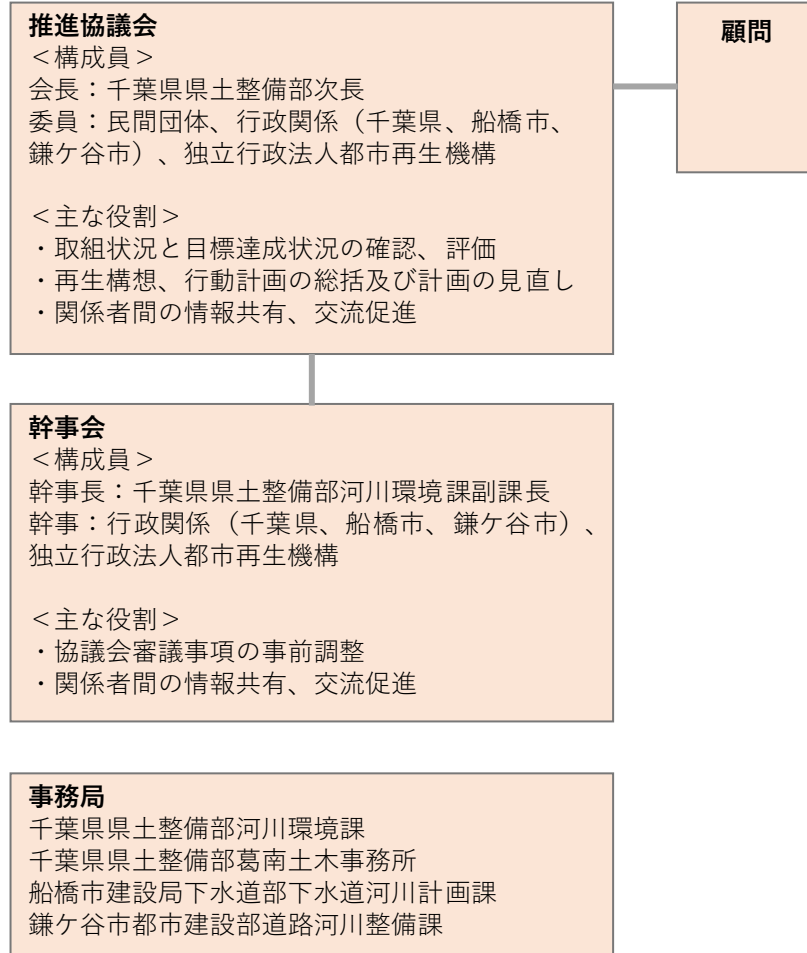 推進協議会
＜構成員＞
会長：千葉県県土整備部次長
委員：民間団体、行政関係（千葉県、船橋市、
鎌ケ谷市）、独立行政法人都市再生機構
＜主な役割＞
・取組状況と目標達成状況の確認、評価
・再生構想、行動計画の総括及び計画の見直し
・関係者間の情報共有、交流促進
顧問
幹事会
＜構成員＞
幹事長：千葉県県土整備部河川環境課副課長
幹事：行政関係（千葉県、船橋市、鎌ケ谷市）、
独立行政法人都市再生機構
＜主な役割＞
・協議会審議事項の事前調整
・関係者間の情報共有、交流促進
事務局
千葉県県土整備部河川環境課
千葉県県土整備部葛南土木事務所
船橋市建設局下水道部下水道河川計画課
鎌ケ谷市都市建設部道路河川整備課